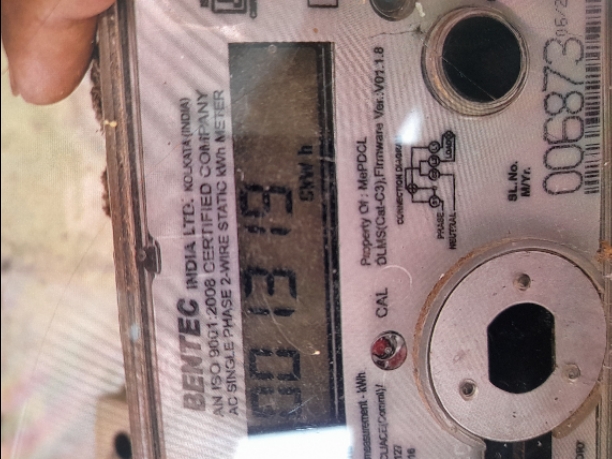 BENTEC INDIA LTD. KOLKATA (INDIA)
AN ISO 9001:2008 CERTIFIED COMPANY
AC SINGLE PHASE 2-WIRE STATIC kWh METER
001319
kWh
CAL
Property Of : MePDCL
DLMS(Cat-C3),Firmware Ver.:V01.1.8
CONNECTION
PHASE
NEUTRAL
LOAD
SL. No.
M/Yr.
006873